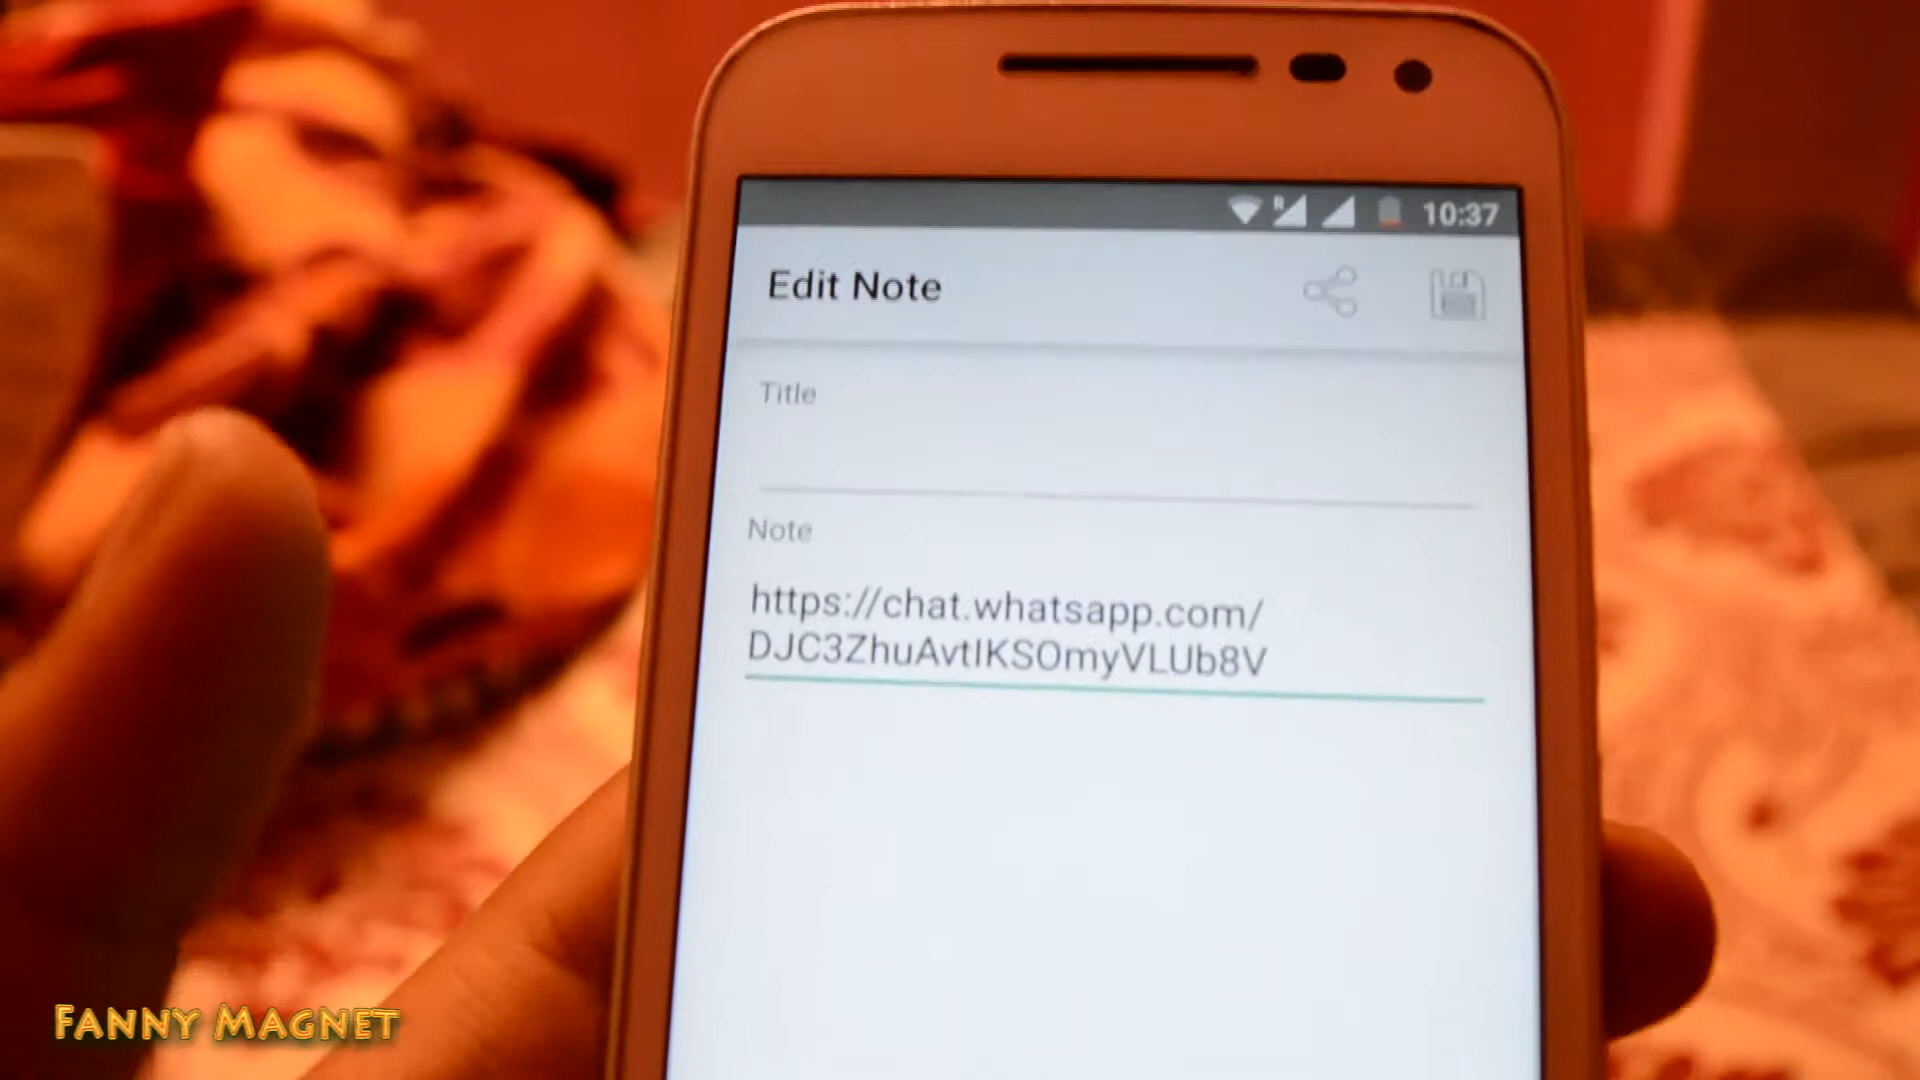 10:37
Edit Note
Title
Note
https://chat.whatsapp.com/
DJC3ZhuAvtIKSOmyVLUb8V
FANNY MAGNET